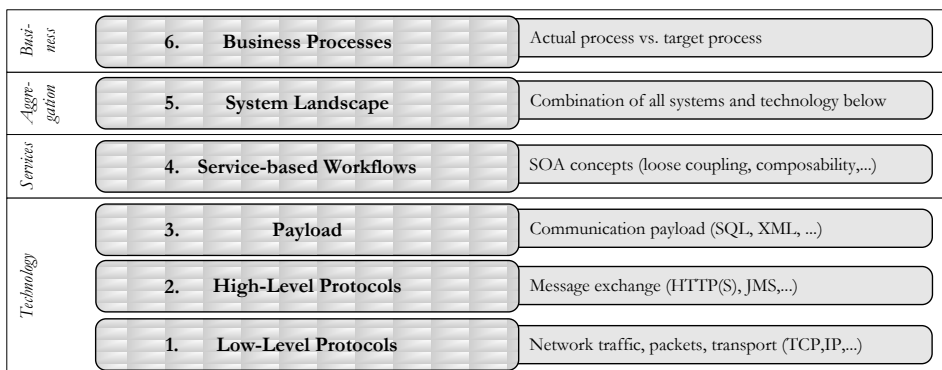 Busi-
ness
6. Business Processes
Actual process vs. target process
Aggre-
gation
5. System Landscape
Combination of all systems and technology below
Services
4. Service-based Workflows
SOA concepts (loose coupling, composability,...)
Technology
3. Payload
Communication payload (SQL, XML, ...)
2. High-Level Protocols
Message exchange (HTTP(S), JMS,...)
1. Low-Level Protocols
Network traffic, packets, transport (TCP,IP,...)